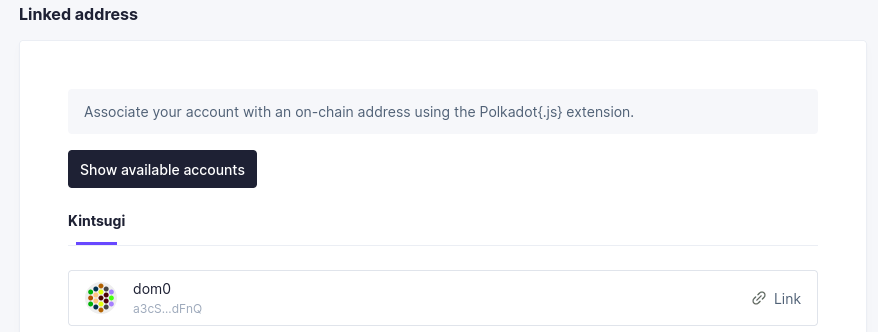 Linked address
Associate your account with an on-chain address using the Polkadot{.js} extension.
Show available accounts
Kintsugi
dom0
a3cS...dFnQ
Link